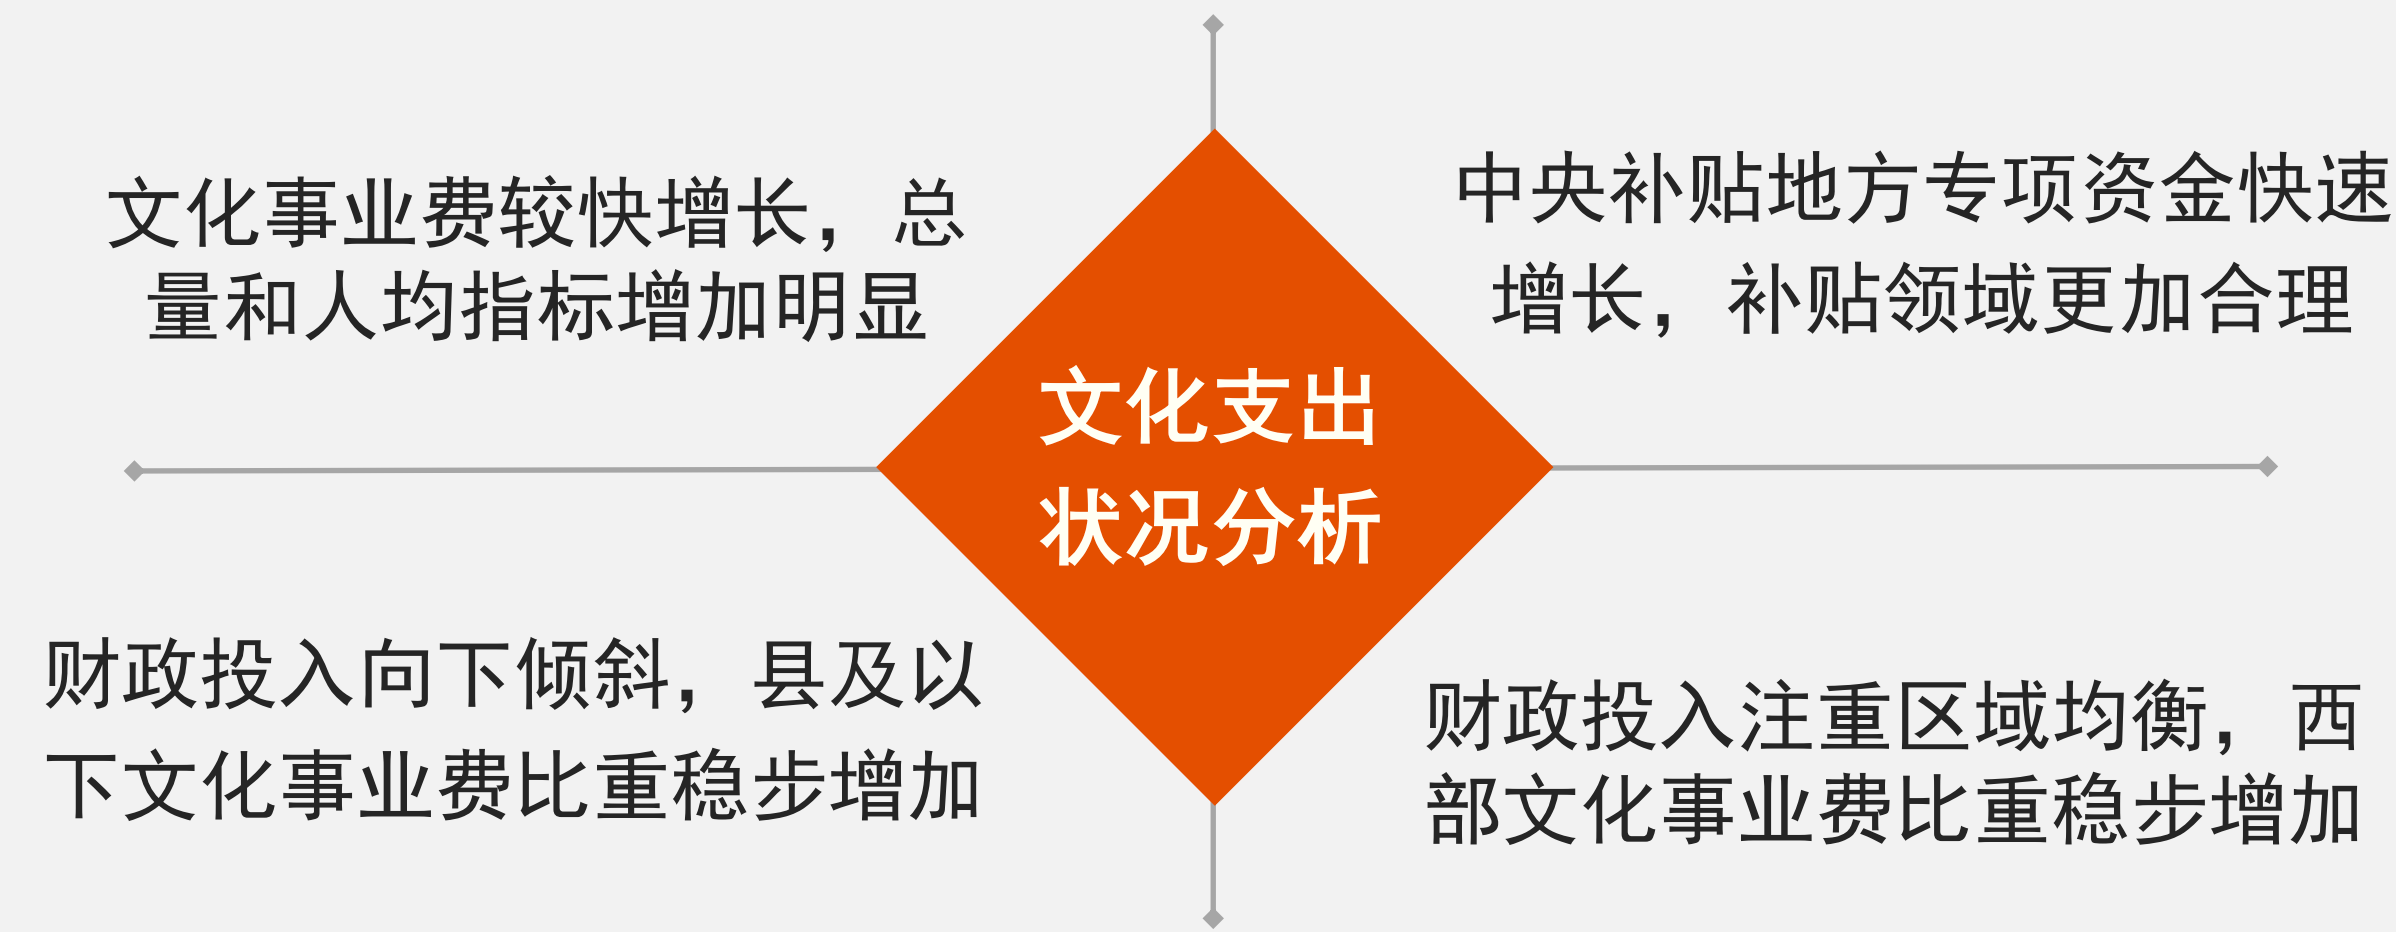 文化事业费较快增长，总
量和人均指标增加明显
中央补贴地方专项资金快速
增长，补贴领域更加合理
文化支出
状况分析
财政投入向下倾斜，县及以
下文化事业费比重稳步增加
财政投入注重区域均衡，西
部文化事业费比重稳步增加